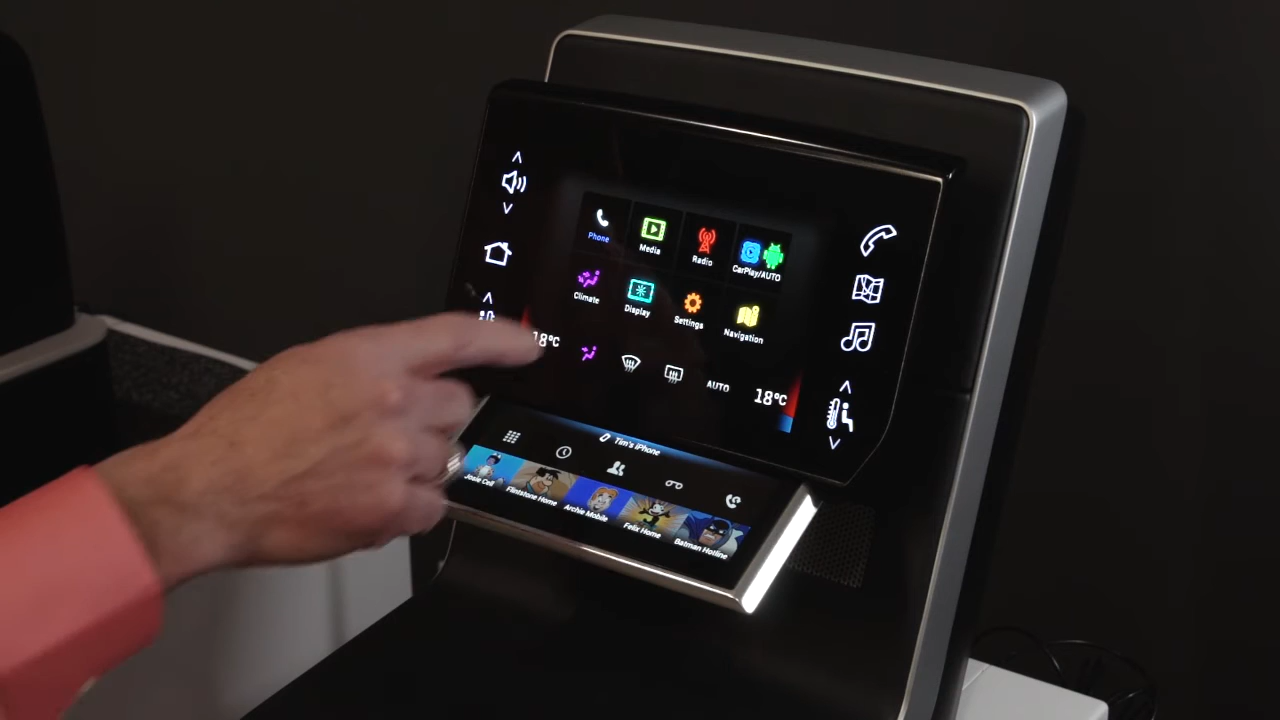 Phone
Media
Radio
CarPlay/AUTO
Climate
Display
Settings
Navigation
18°C
AUTO
18°C
Tim's iPhone
Josie Cell
Flintstone Home
Archie Mobile
Felix Home
Batman Hotline